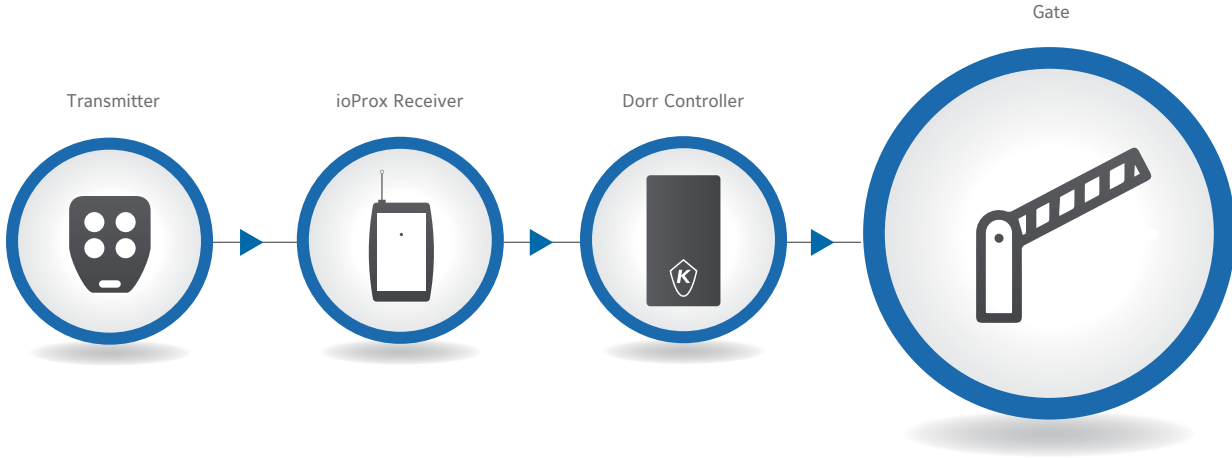 Gate
Transmitter
ioProx Receiver
Dorr Controller
K